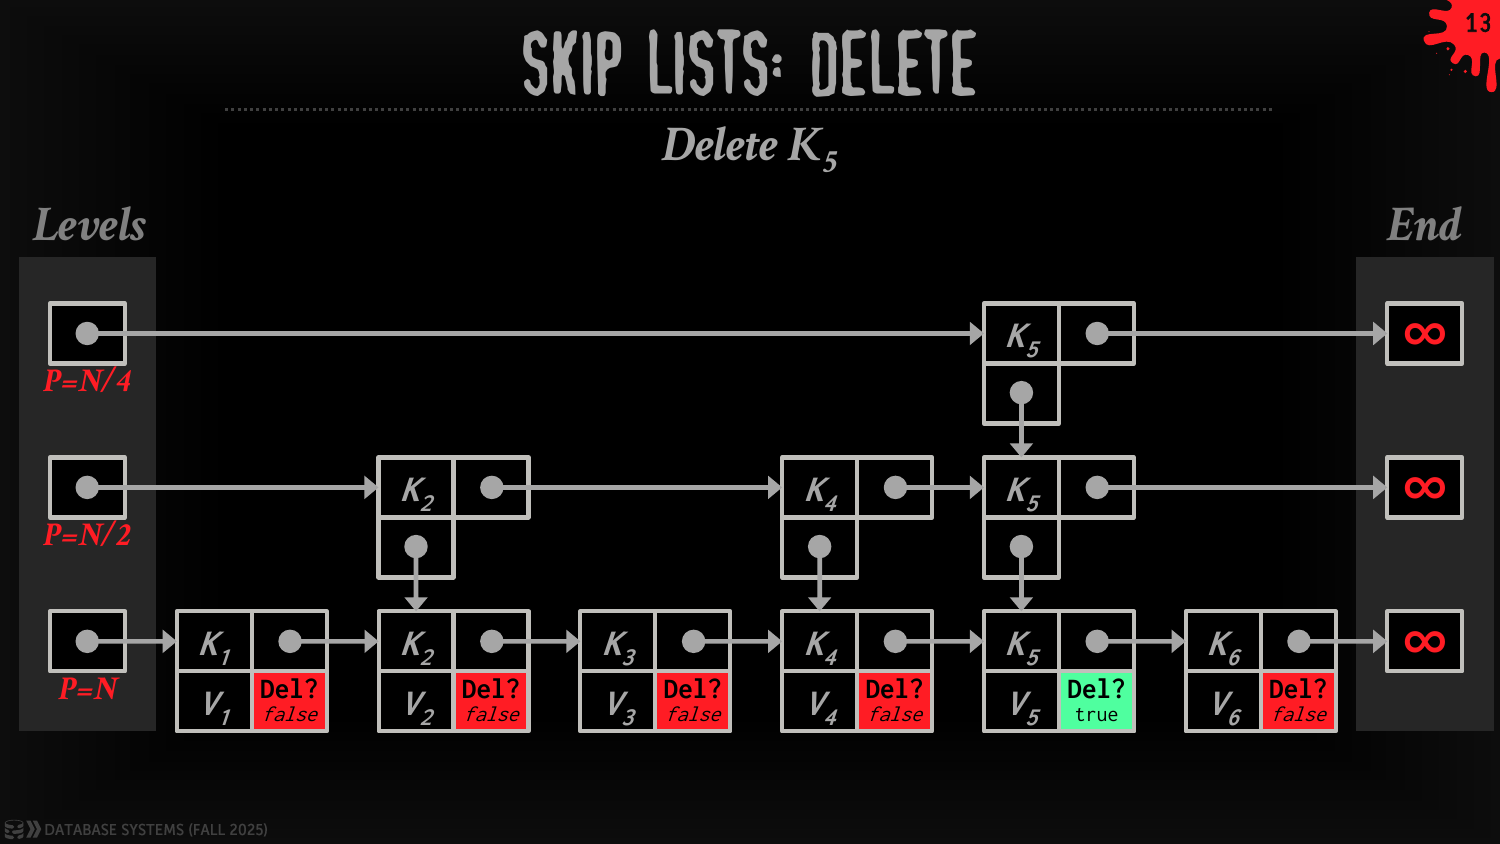 13
SKIP LISTS: DELETE
Delete K5
Levels
End
K5
∞
P=N/4
K2
K4
K5
∞
P=N/2
K1
K2
K3
K4
K5
K6
∞
P=N
V1
Del?
false
V2
Del?
false
V3
Del?
false
V4
Del?
false
V5
Del?
true
V6
Del?
false
DATABASE SYSTEMS (FALL 2025)